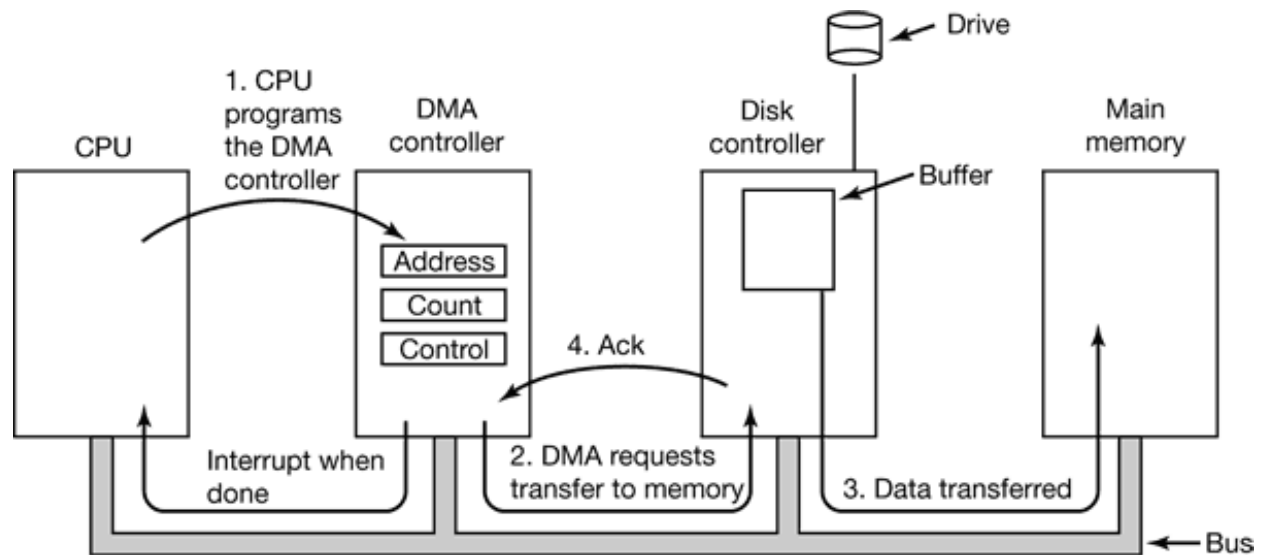 Drive
1. CPU
programs
the DMA
controller
CPU
DMA
controller
Disk
controller
Main
memory
Buffer
Address
Count
Control
4. Ack
Interrupt when
done
2. DMA requests
transfer to memory
3. Data transferred
Bus